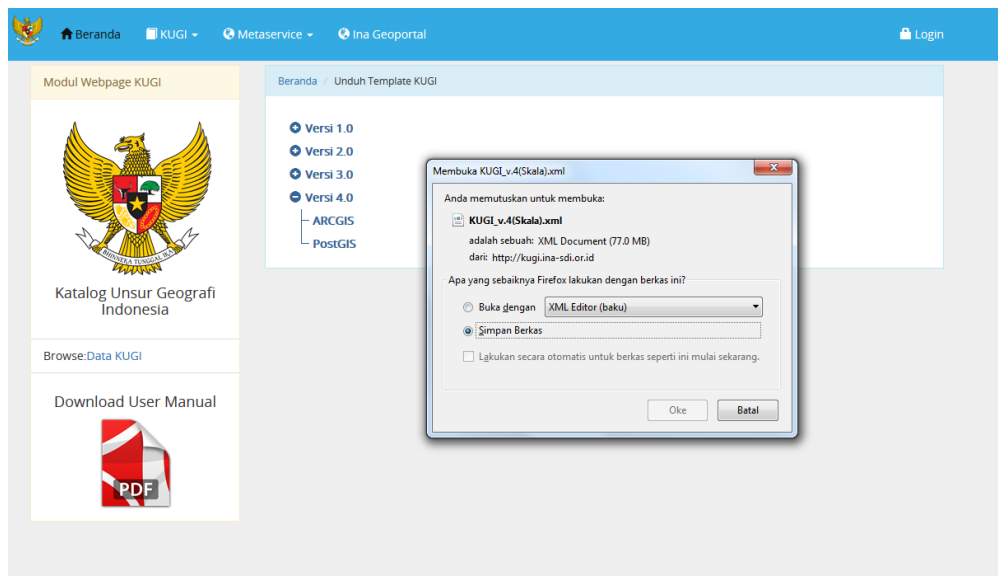 Beranda KUGI Metaservice Ina Geoportal Login
Modul Webpage KUGI
BHINNEKA TUNGGAL IKA
Katalog Unsur Geografi
Indonesia
Browse:Data KUGI
Download User Manual
PDF
Beranda / Unduh Template KUGI
Versi 1.0
Versi 2.0
Versi 3.0
Versi 4.0
ARCGIS
PostGIS
Membuka KUGI_v.4(Skala).xml
Anda memutuskan untuk membuka:
KUGI_v.4(Skala).xml
adalah sebuah: XML Document (77.0 MB)
dari: http://kugi.ina-sdi.or.id
Apa yang sebaiknya Firefox lakukan dengan berkas ini?
Buka dengan XML Editor (baku)
Simpan Berkas
Lakukan secara otomatis untuk berkas seperti ini mulai sekarang.
Oke Batal